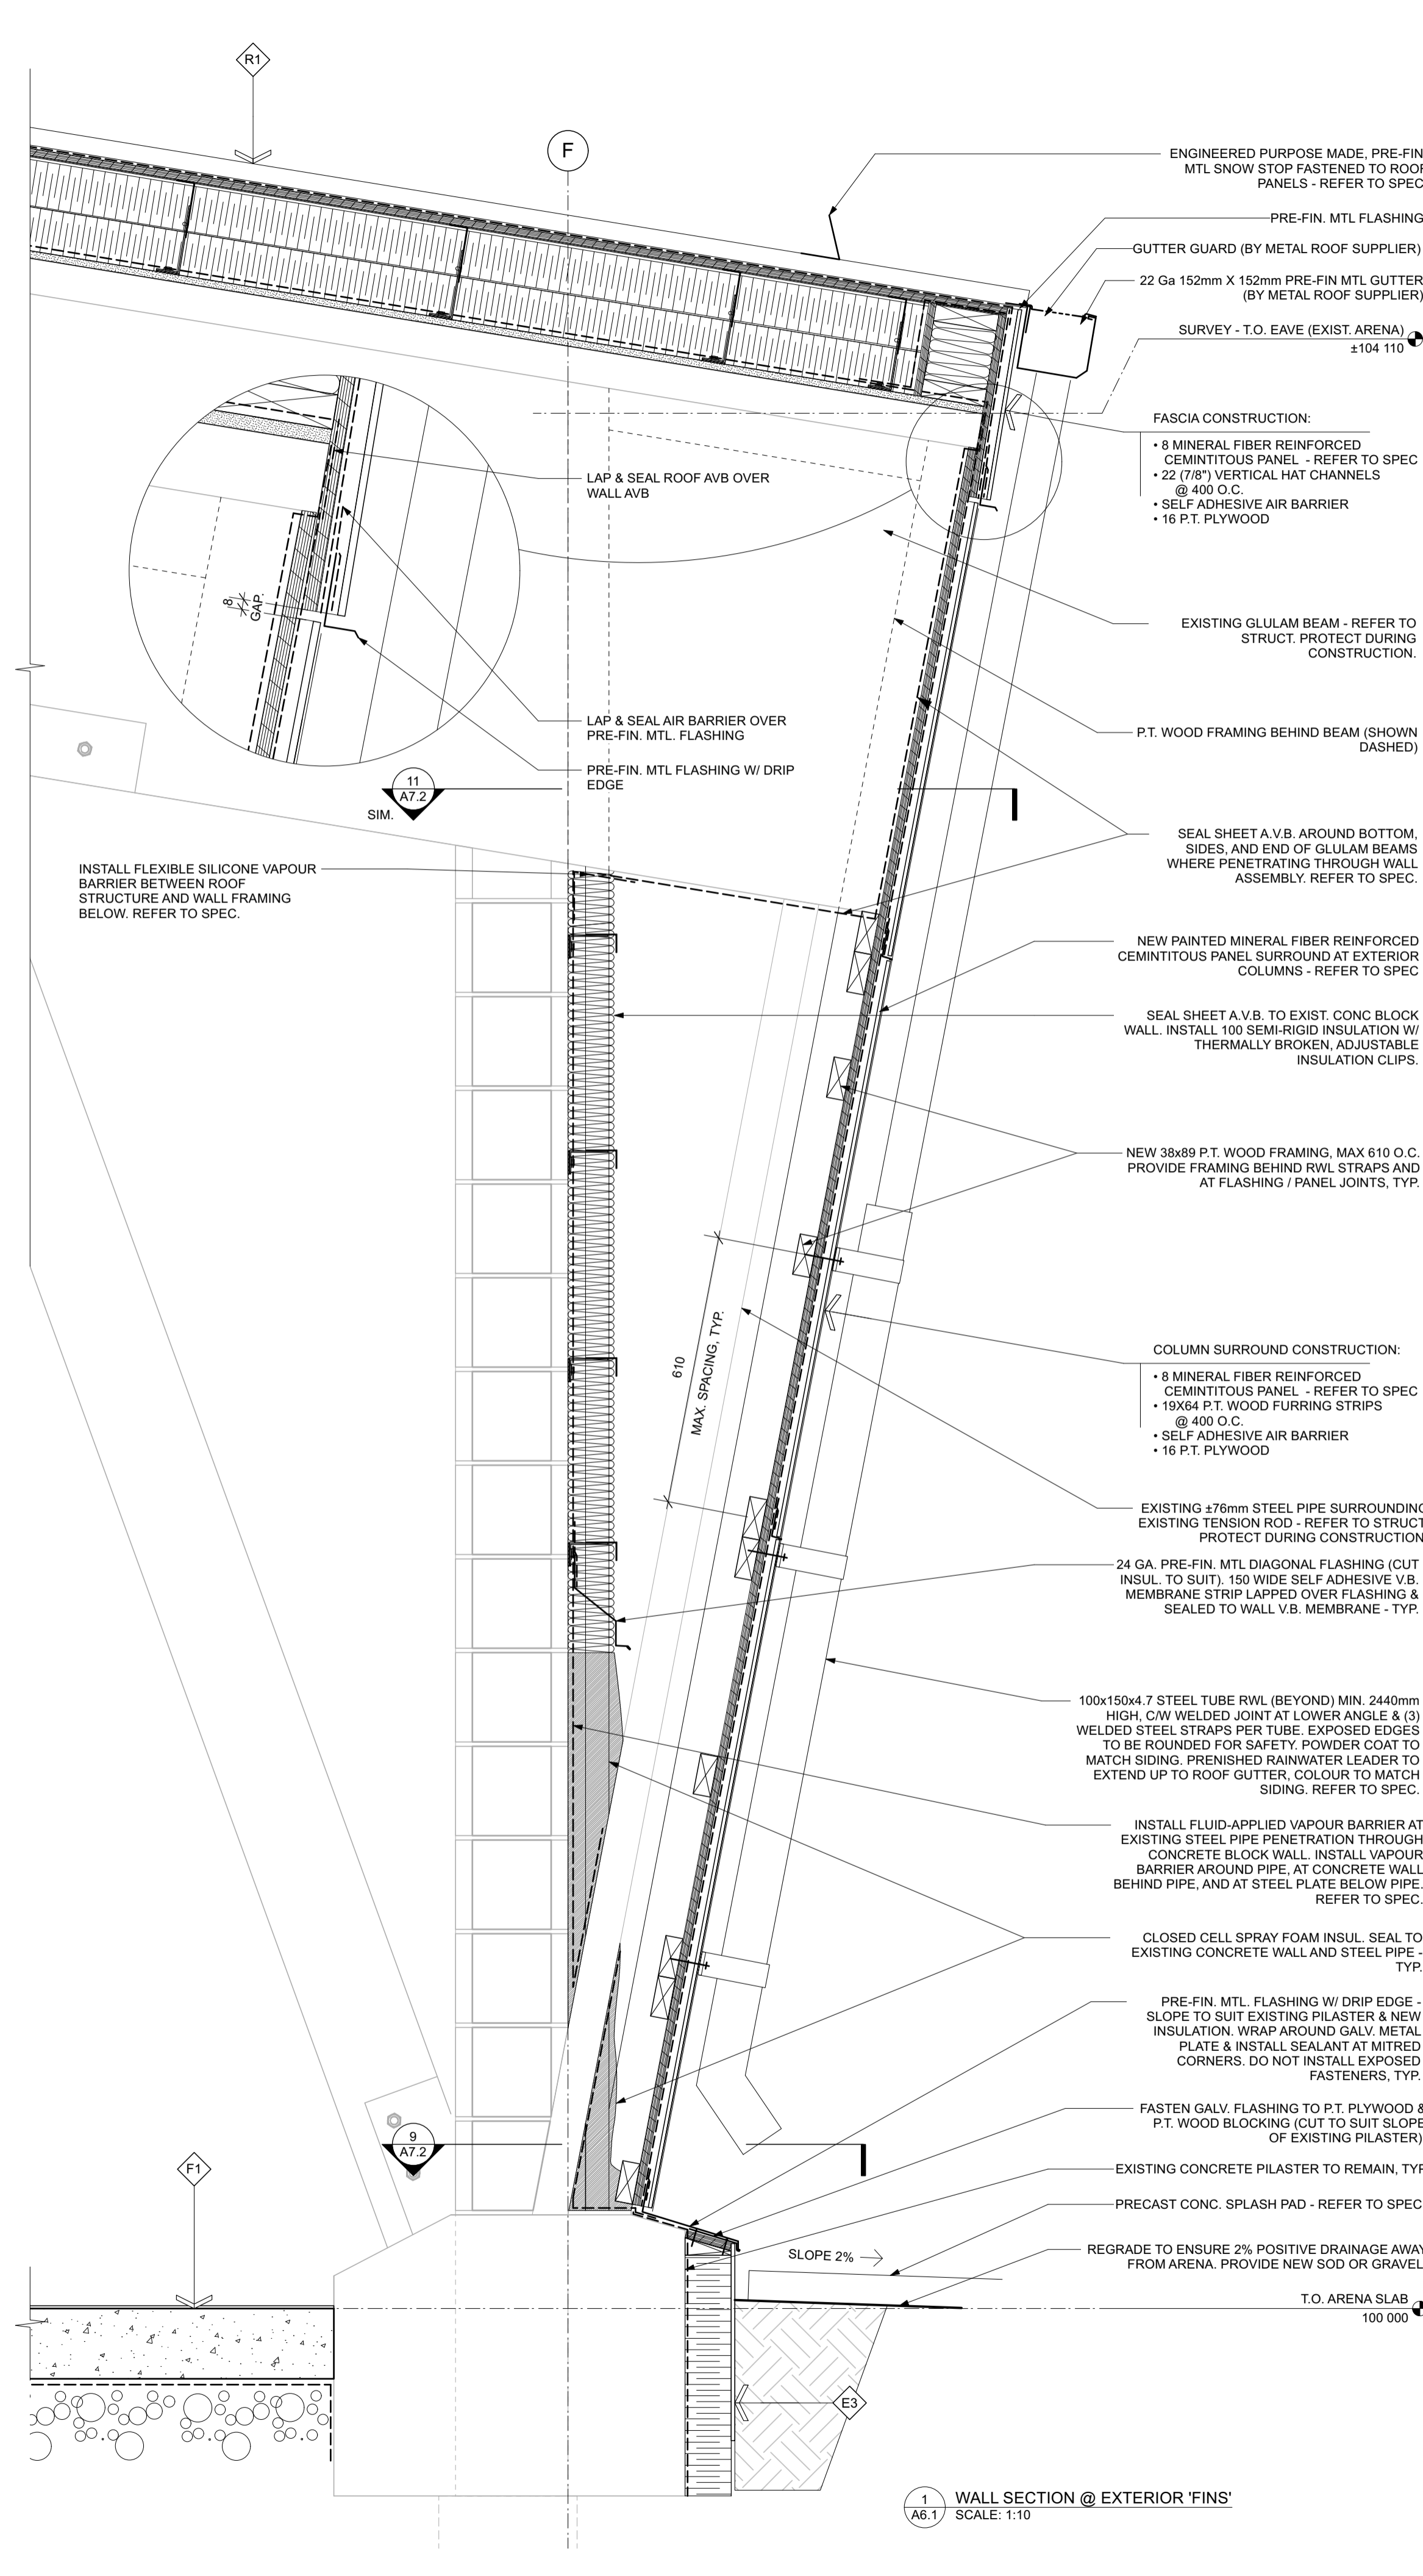 R1
F
ENGINEERED PURPOSE MADE, PRE-FIN
MTL SNOW STOP FASTENED TO ROOF
PANELS - REFER TO SPEC
PRE-FIN. MTL FLASHING
GUTTER GUARD (BY METAL ROOF SUPPLIER)
22 Ga 152mm X 152mm PRE-FIN MTL GUTTER
(BY METAL ROOF SUPPLIER)
SURVEY - T.O. EAVE (EXIST. ARENA)
±104 110
FASCIA CONSTRUCTION:
• 8 MINERAL FIBER REINFORCED
CEMINTITOUS PANEL - REFER TO SPEC
• 22 (7/8") VERTICAL HAT CHANNELS
@ 400 O.C.
• SELF ADHESIVE AIR BARRIER
• 16 P.T. PLYWOOD
LAP & SEAL ROOF AVB OVER
WALL AVB
8
GAP.
EXISTING GLULAM BEAM - REFER TO
STRUCT. PROTECT DURING
CONSTRUCTION.
LAP & SEAL AIR BARRIER OVER
PRE-FIN. MTL. FLASHING
P.T. WOOD FRAMING BEHIND BEAM (SHOWN
DASHED)
PRE-FIN. MTL FLASHING W/ DRIP
EDGE
11
A7.2
SIM.
SEAL SHEET A.V.B. AROUND BOTTOM,
SIDES, AND END OF GLULAM BEAMS
WHERE PENETRATING THROUGH WALL
ASSEMBLY. REFER TO SPEC.
INSTALL FLEXIBLE SILICONE VAPOUR
BARRIER BETWEEN ROOF
STRUCTURE AND WALL FRAMING
BELOW. REFER TO SPEC.
NEW PAINTED MINERAL FIBER REINFORCED
CEMINTITOUS PANEL SURROUND AT EXTERIOR
COLUMNS - REFER TO SPEC
SEAL SHEET A.V.B. TO EXIST. CONC BLOCK
WALL. INSTALL 100 SEMI-RIGID INSULATION W/
THERMALLY BROKEN, ADJUSTABLE
INSULATION CLIPS.
NEW 38x89 P.T. WOOD FRAMING, MAX 610 O.C.
PROVIDE FRAMING BEHIND RWL STRAPS AND
AT FLASHING / PANEL JOINTS, TYP.
610
MAX. SPACING, TYP.
COLUMN SURROUND CONSTRUCTION:
• 8 MINERAL FIBER REINFORCED
CEMINTITOUS PANEL - REFER TO SPEC
• 19X64 P.T. WOOD FURRING STRIPS
@ 400 O.C.
• SELF ADHESIVE AIR BARRIER
• 16 P.T. PLYWOOD
EXISTING ±76mm STEEL PIPE SURROUNDING
EXISTING TENSION ROD - REFER TO STRUCT
PROTECT DURING CONSTRUCTION
24 GA. PRE-FIN. MTL DIAGONAL FLASHING (CUT
INSUL. TO SUIT). 150 WIDE SELF ADHESIVE V.B.
MEMBRANE STRIP LAPPED OVER FLASHING &
SEALED TO WALL V.B. MEMBRANE - TYP.
100x150x4.7 STEEL TUBE RWL (BEYOND) MIN. 2440mm
HIGH, C/W WELDED JOINT AT LOWER ANGLE & (3)
WELDED STEEL STRAPS PER TUBE. EXPOSED EDGES
TO BE ROUNDED FOR SAFETY. POWDER COAT TO
MATCH SIDING. PRENISHED RAINWATER LEADER TO
EXTEND UP TO ROOF GUTTER, COLOUR TO MATCH
SIDING. REFER TO SPEC.
INSTALL FLUID-APPLIED VAPOUR BARRIER AT
EXISTING STEEL PIPE PENETRATION THROUGH
CONCRETE BLOCK WALL. INSTALL VAPOUR
BARRIER AROUND PIPE, AT CONCRETE WALL
BEHIND PIPE, AND AT STEEL PLATE BELOW PIPE.
REFER TO SPEC.
CLOSED CELL SPRAY FOAM INSUL. SEAL TO
EXISTING CONCRETE WALL AND STEEL PIPE -
TYP.
PRE-FIN. MTL. FLASHING W/ DRIP EDGE -
SLOPE TO SUIT EXISTING PILASTER & NEW
INSULATION. WRAP AROUND GALV. METAL
PLATE & INSTALL SEALANT AT MITRED
CORNERS. DO NOT INSTALL EXPOSED
FASTENERS, TYP.
9
A7.2
FASTEN GALV. FLASHING TO P.T. PLYWOOD &
P.T. WOOD BLOCKING (CUT TO SUIT SLOPE
OF EXISTING PILASTER)
F1
EXISTING CONCRETE PILASTER TO REMAIN, TYP
PRECAST CONC. SPLASH PAD - REFER TO SPEC
SLOPE 2%
REGRADE TO ENSURE 2% POSITIVE DRAINAGE AWAY
FROM ARENA. PROVIDE NEW SOD OR GRAVEL
T.O. ARENA SLAB
100 000
E3
1
A6.1
WALL SECTION @ EXTERIOR 'FINS'
SCALE: 1:10